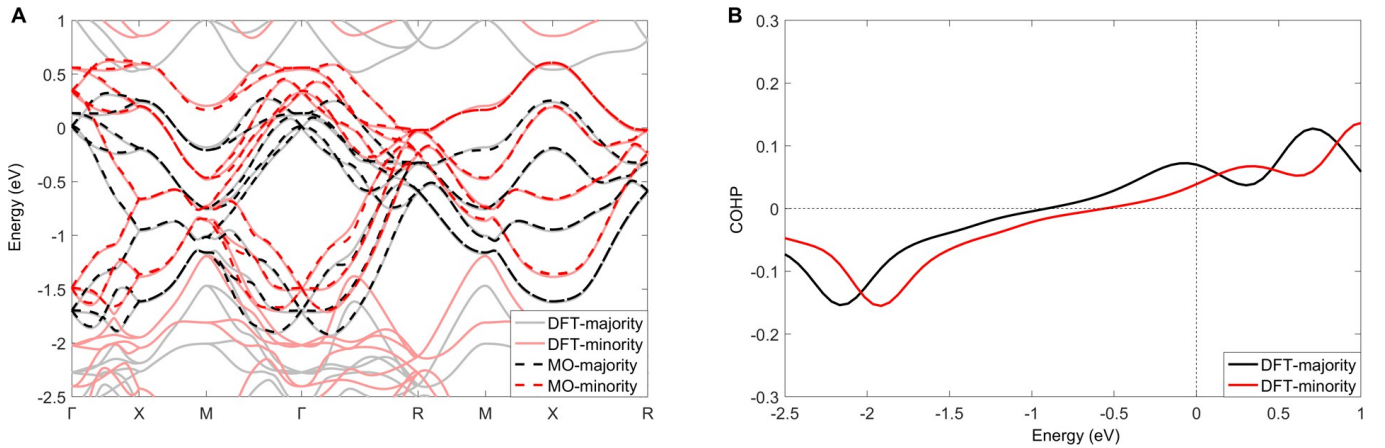 A
Energy (eV)
1
0.5
0
-0.5
-1
-1.5
-2
-2.5
Γ X M Γ R M X R
DFT-majority
DFT-minority
MO-majority
MO-minority
B
COHP
0.3
0.2
0.1
0
-0.1
-0.2
-0.3
-2.5 -2 -1.5 -1 -0.5 0 0.5 1
Energy (eV)
DFT-majority
DFT-minority